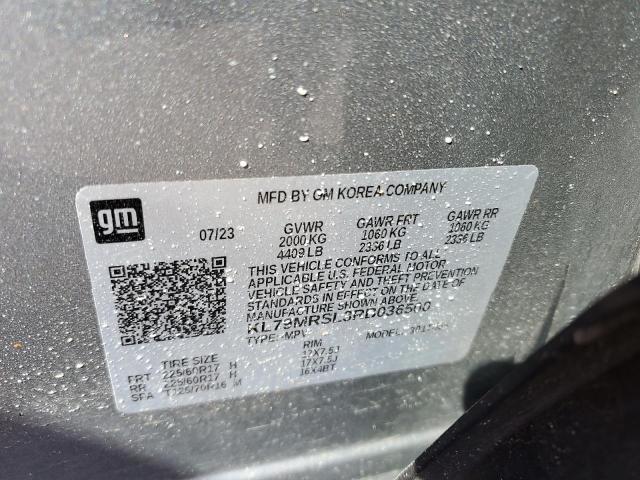 gm
MFD BY GM KOREA COMPANY
07/23 GVWR GAWR FRT GAWR RR
2000 KG 1060 KG 1060 KG
4409 LB 2336 LB 2336 LB
THIS VEHICLE CONFORMS TO ALL
APPLICABLE U.S. FEDERAL MOTOR
VEHICLE SAFETY AND THEFT PREVENTION
STANDARDS IN EFFECT ON THE DATE OF
MANUFACTURE SHOWN ABOVE.
KL79MRSL3RB036560
TYPE: MPV MODEL:
TIRE SIZE RIM
FRT 225/60R17 H 17X7.5J
RR 225/60R17 H 17X7.5J
SPA T125/70R16 M 16X4BT